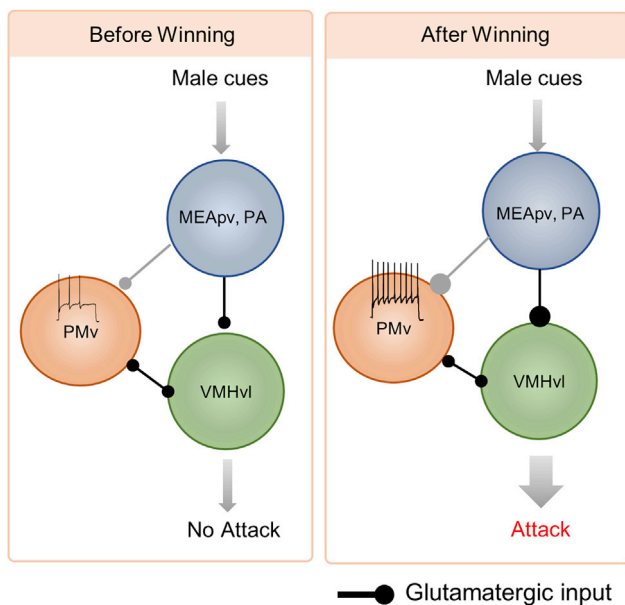 Before Winning
Male cues
MEApv, PA
PMv
VMHvl
No Attack
After Winning
Male cues
MEApv, PA
PMv
VMHvl
Attack
Glutamatergic input